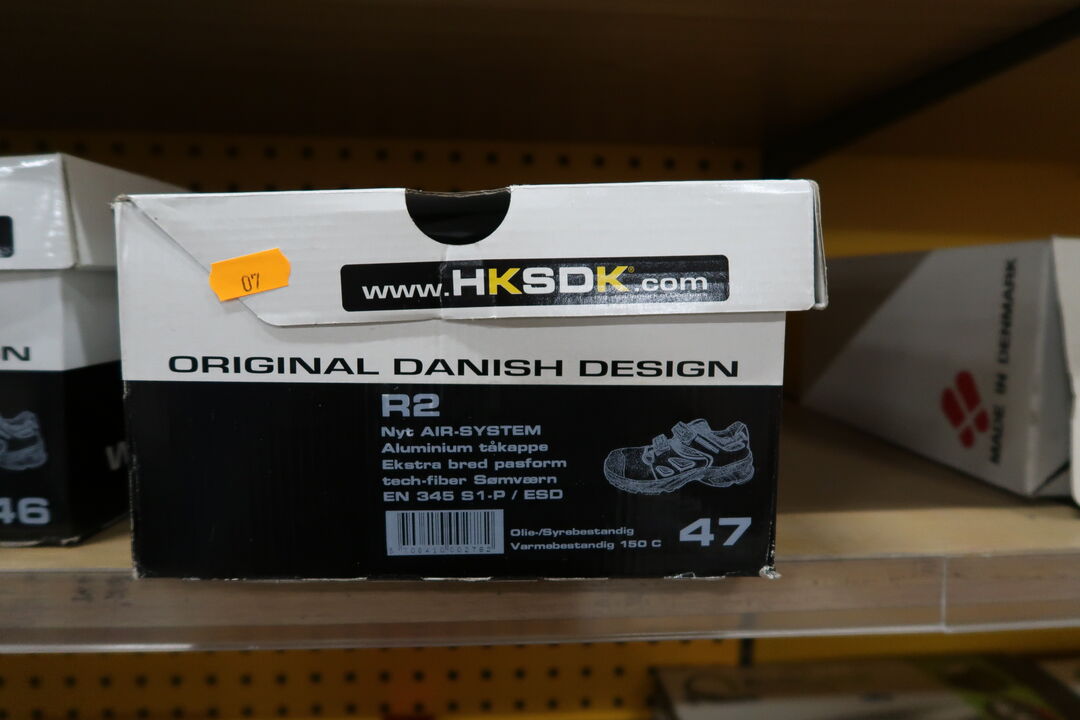 07
www.HKSDK®.com
ORIGINAL DANISH DESIGN
R2
Nyt AIR-SYSTEM
Aluminium tåkappe
Ekstra bred pasform
tech-fiber Sømværn
EN 345 S1-P / ESD
Olie-/Syrebestandig
Varmebestandig 150 C
47
N
W
46
MADE IN DENMARK